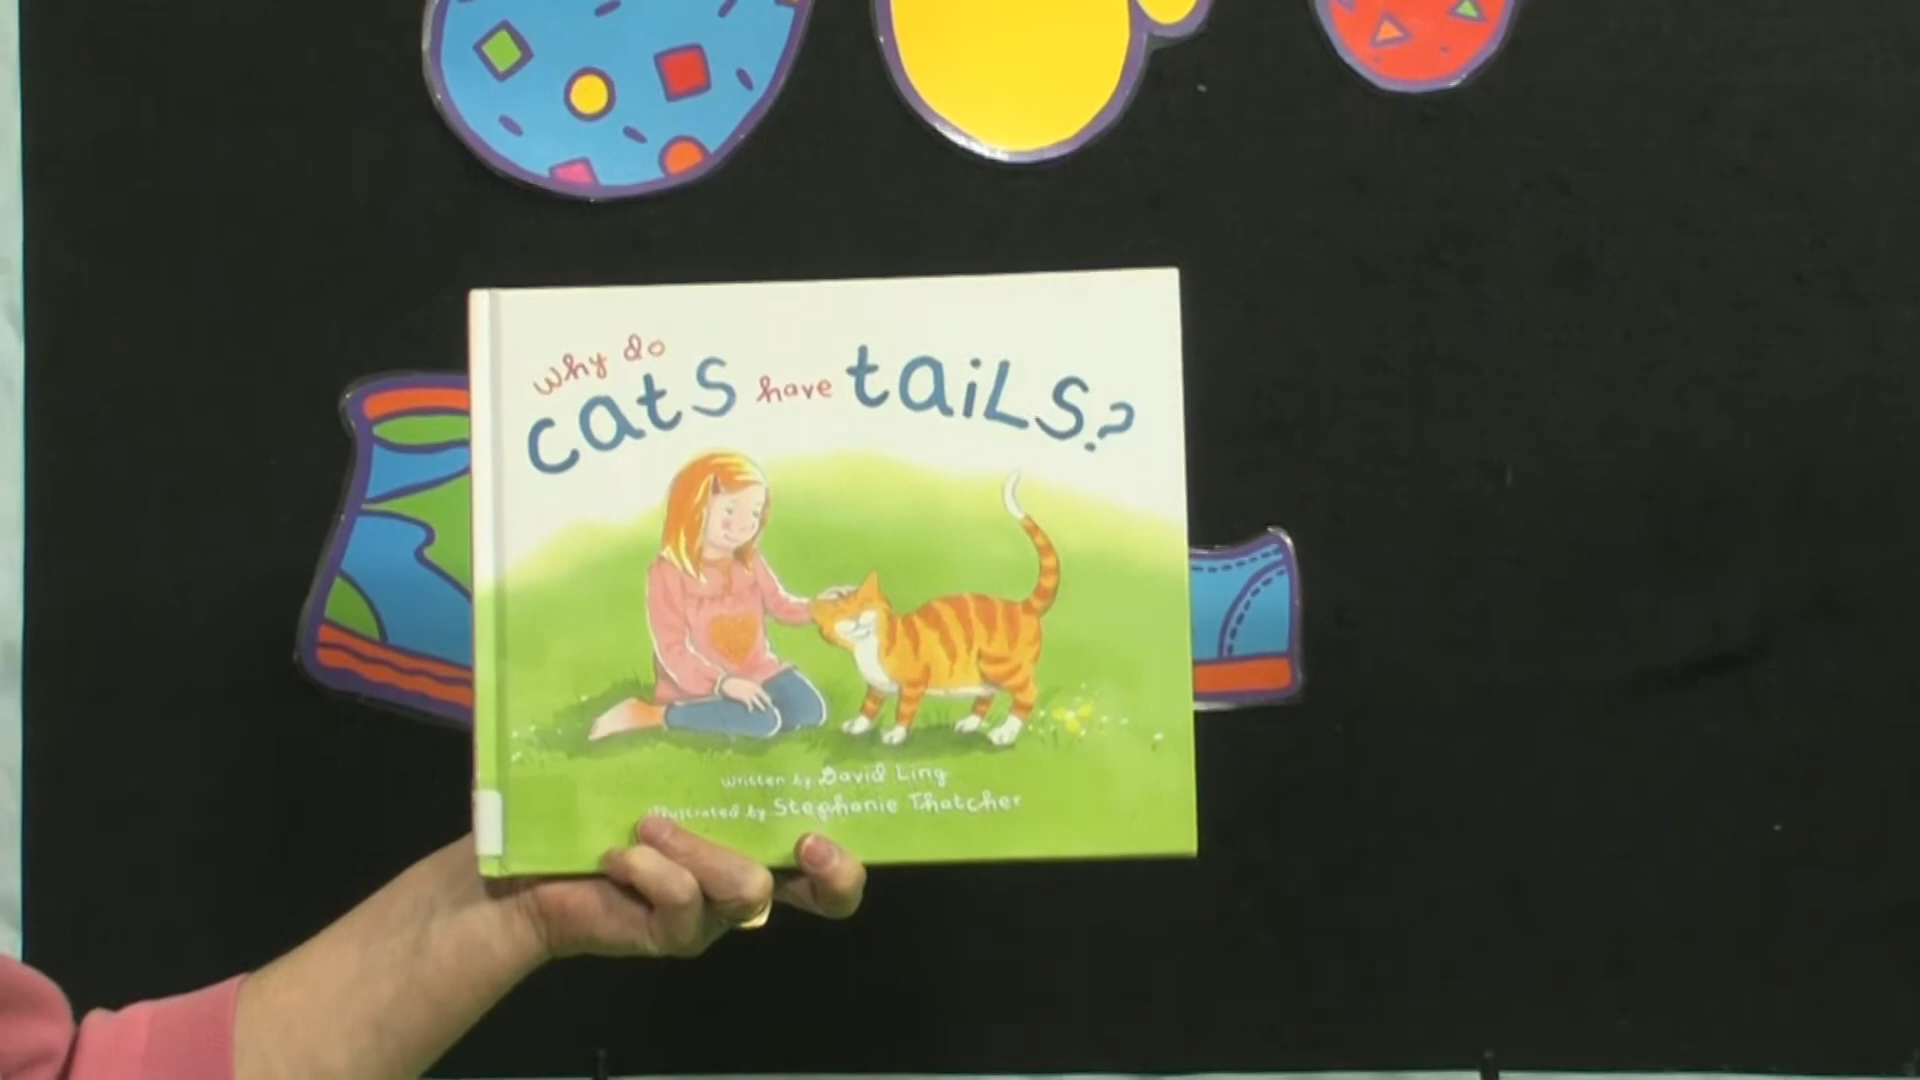 why do
cats have tails?
written by David Ling
illustrated by Stephanie Thatcher